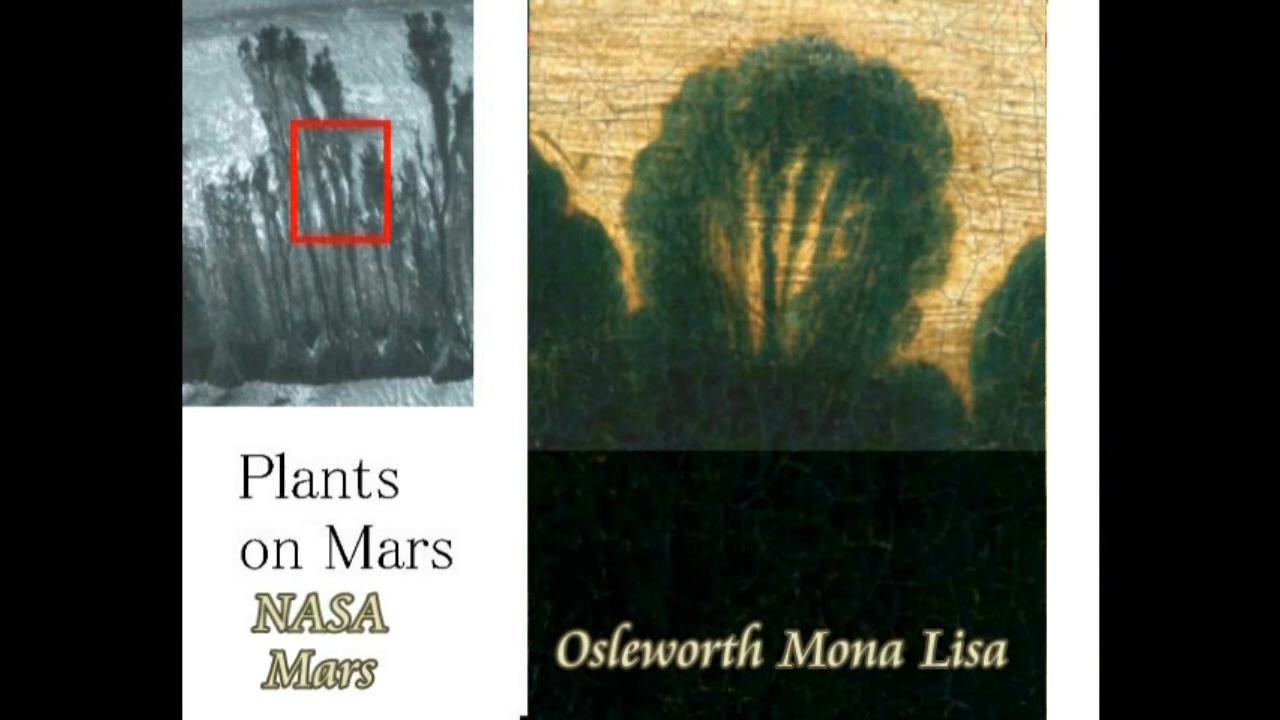 Plants
on Mars
NASA
Mars
Osleworth Mona Lisa